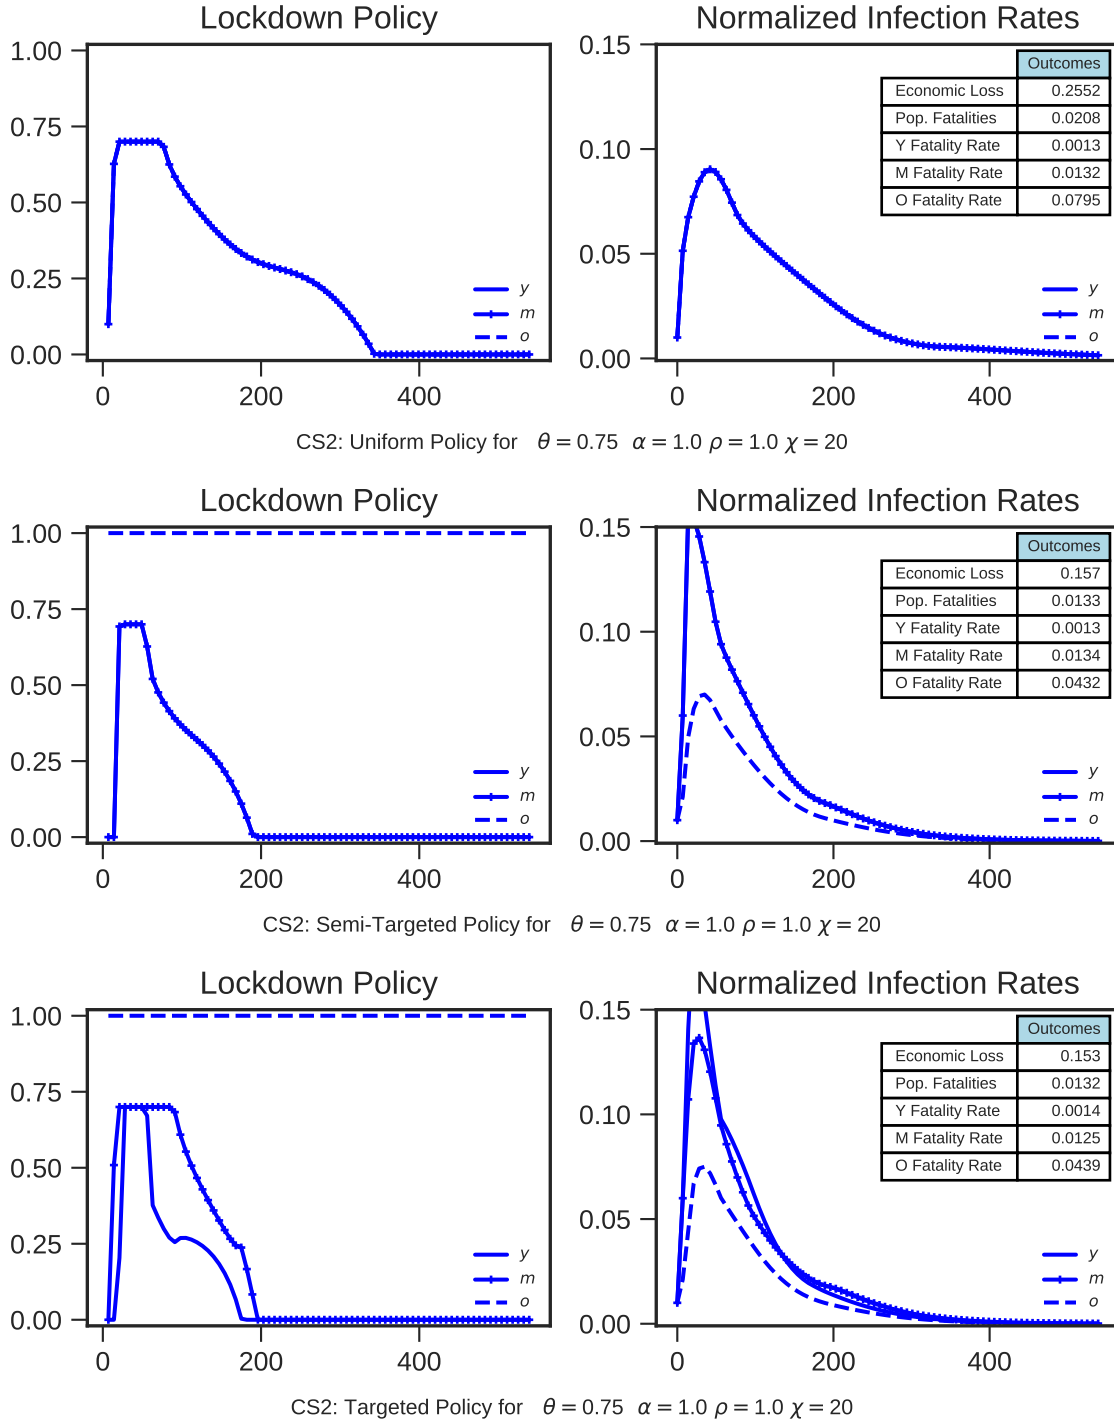 Lockdown Policy
1.00
0.75
0.50
0.25
0.00
0 200 400
y
m
o
Normalized Infection Rates
0.15
0.10
0.05
0.00
0 200 400
Outcomes
Economic Loss 0.2552
Pop. Fatalities 0.0208
Y Fatality Rate 0.0013
M Fatality Rate 0.0132
O Fatality Rate 0.0795
y
m
o
CS2: Uniform Policy for θ = 0.75 α = 1.0 ρ = 1.0 χ = 20
Lockdown Policy
1.00
0.75
0.50
0.25
0.00
0 200 400
y
m
o
Normalized Infection Rates
0.15
0.10
0.05
0.00
0 200 400
Outcomes
Economic Loss 0.157
Pop. Fatalities 0.0133
Y Fatality Rate 0.0013
M Fatality Rate 0.0134
O Fatality Rate 0.0432
y
m
o
CS2: Semi-Targeted Policy for θ = 0.75 α = 1.0 ρ = 1.0 χ = 20
Lockdown Policy
1.00
0.75
0.50
0.25
0.00
0 200 400
y
m
o
Normalized Infection Rates
0.15
0.10
0.05
0.00
0 200 400
Outcomes
Economic Loss 0.153
Pop. Fatalities 0.0132
Y Fatality Rate 0.0014
M Fatality Rate 0.0125
O Fatality Rate 0.0439
y
m
o
CS2: Targeted Policy for θ = 0.75 α = 1.0 ρ = 1.0 χ = 20